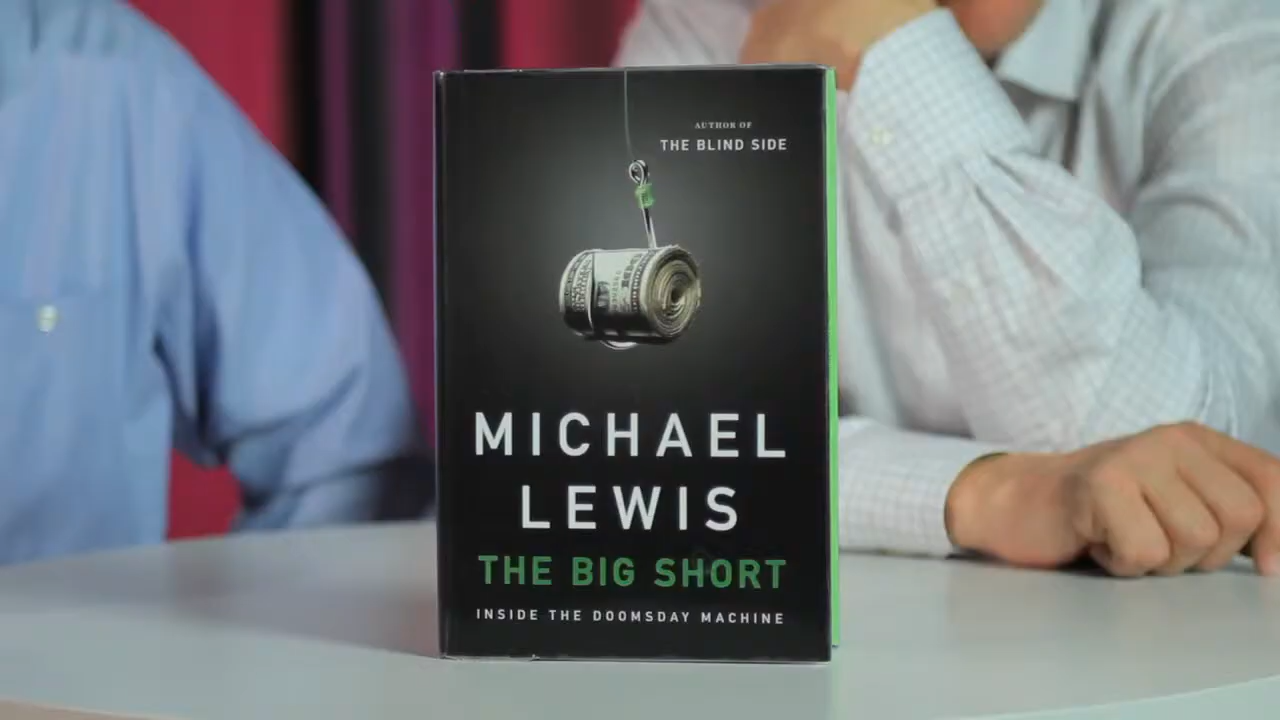 AUTHOR OF
THE BLIND SIDE
MICHAEL
LEWIS
THE BIG SHORT
INSIDE THE DOOMSDAY MACHINE